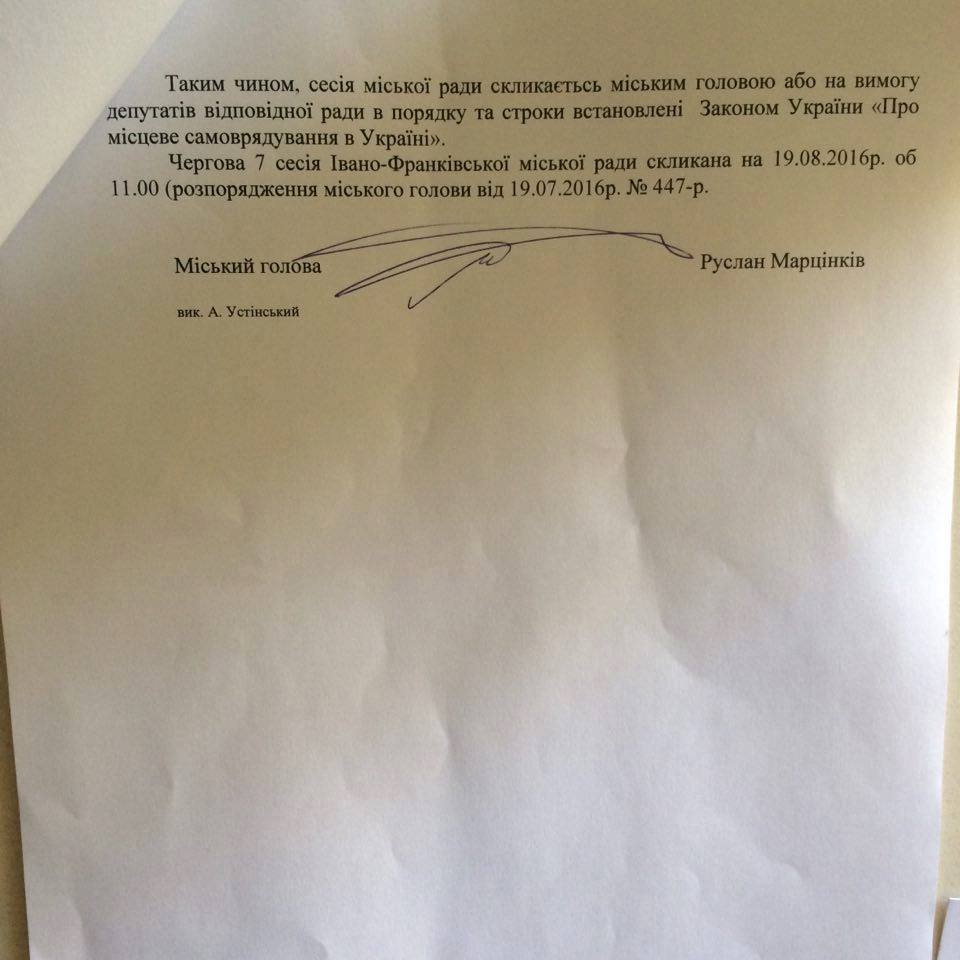 Таким чином, сесія міської ради скликаєтьсь міським головою або на вимогу
депутатів відповідної ради в порядку та строки встановлені Законом України «Про
місцеве самоврядування в Україні».
Чергова 7 сесія Івано-Франківської міської ради скликана на 19.08.2016р. об
11.00 (розпорядження міського голови від 19.07.2016р. № 447-р.
Міський голова Руслан Марцінків
вик. А. Устінський